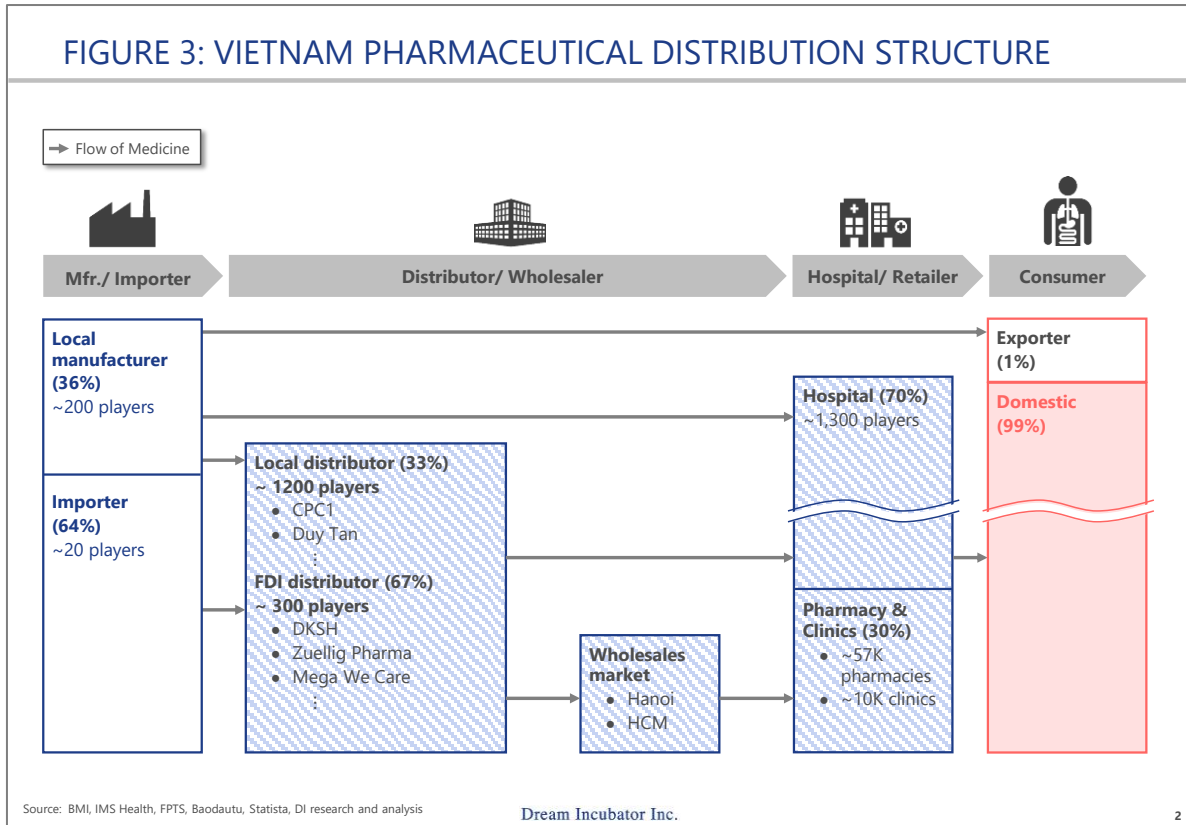 FIGURE 3: VIETNAM PHARMACEUTICAL DISTRIBUTION STRUCTURE
Flow of Medicine
Mfr./ Importer
Distributor/ Wholesaler
Hospital/ Retailer
Consumer
Local
manufacturer
(36%)
~200 players
Importer
(64%)
~20 players
Local distributor (33%)
~ 1200 players
● CPC1
● Duy Tan
⋮
FDI distributor (67%)
~ 300 players
● DKSH
● Zuellig Pharma
● Mega We Care
⋮
Wholesales
market
● Hanoi
● HCM
Hospital (70%)
~1,300 players
Pharmacy &
Clinics (30%)
● ~57K
pharmacies
● ~10K clinics
Exporter
(1%)
Domestic
(99%)
Source: BMI, IMS Health, FPTS, Baodautu, Statista, DI research and analysis
Dream Incubator Inc.
2